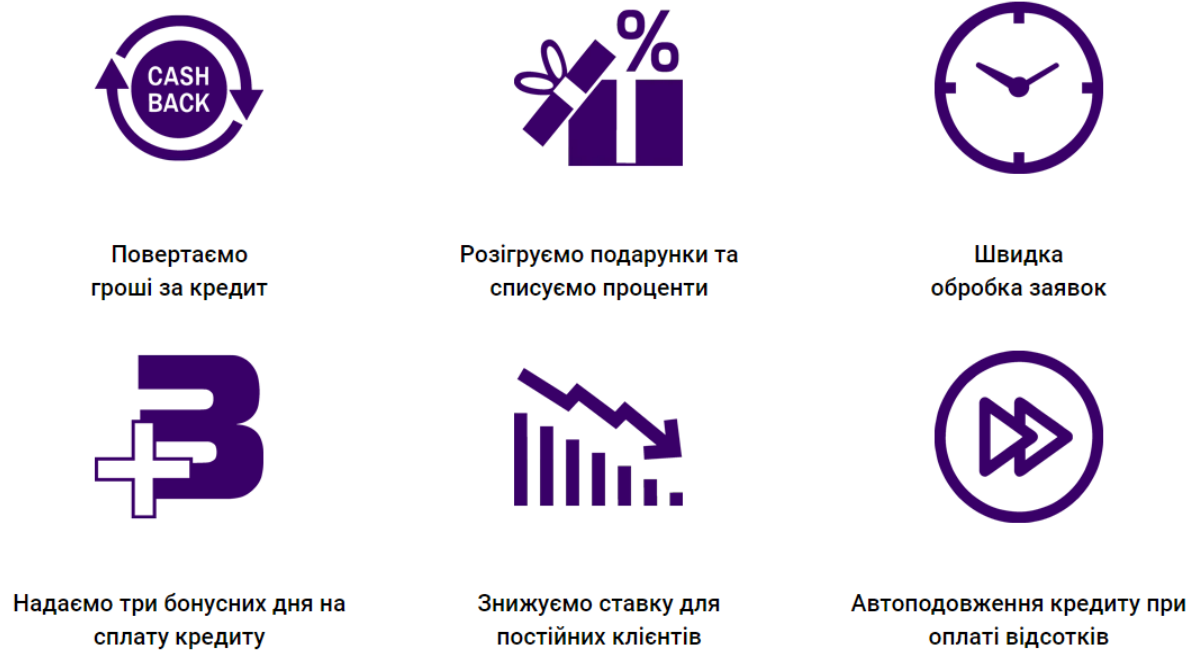 CASH
BACK
%
Повертаємо
гроші за кредит
Розігруємо подарунки та
списуємо проценти
Швидка
обробка заявок
+3
Надаємо три бонусних дня на
сплату кредиту
Знижуємо ставку для
постійних клієнтів
Автоподовження кредиту при
оплаті відсотків